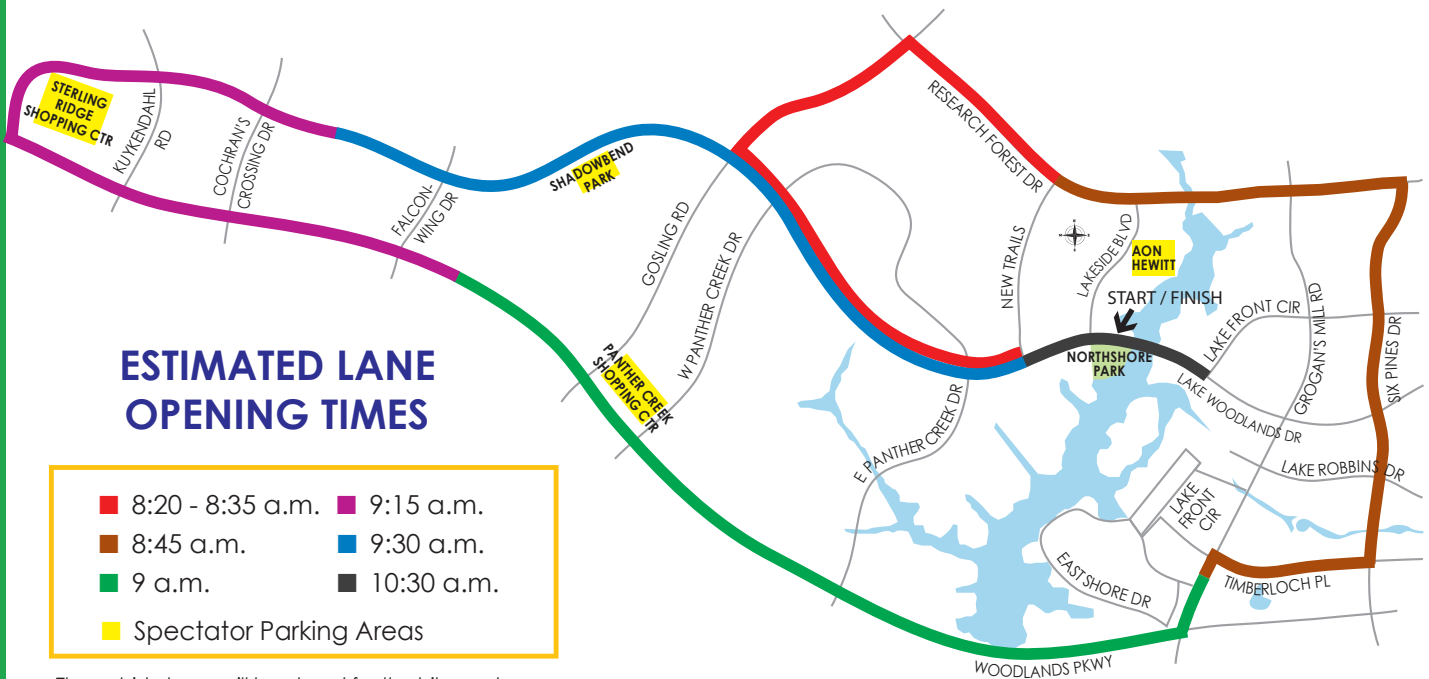 STERLING
RIDGE
SHOPPING CTR
KUYKENDAHL
RD
COCHRAN'S
CROSSING DR
FALCON-
WING DR
SHADOWBEND
PARK
GOSLING RD
W PANTHER CREEK DR
PANTHER CREEK
SHOPPING CTR
E PANTHER CREEK DR
RESEARCH FOREST DR
NEW TRAILS
LAKESIDE BLVD
AON
HEWITT
START / FINISH
NORTHSHORE
PARK
LAKE FRONT CIR
LAKE WOODLANDS DR
GROGAN'S MILL RD
SIX PINES DR
LAKE ROBBINS DR
LAKE
FRONT
CIR
EAST SHORE DR
TIMBERLOCH PL
WOODLANDS PKWY
ESTIMATED LANE
OPENING TIMES
8:20 - 8:35 a.m.
9:15 a.m.
8:45 a.m.
9:30 a.m.
9 a.m.
10:30 a.m.
Spectator Parking Areas